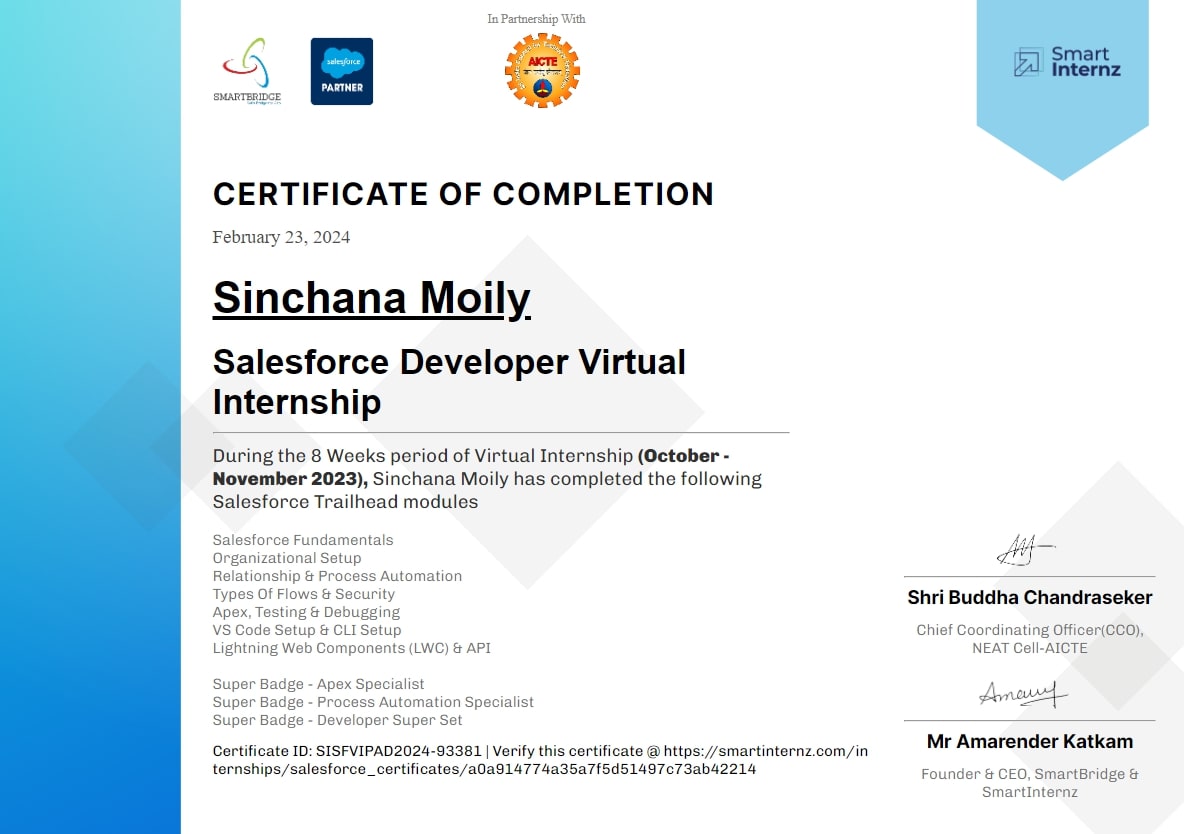 In Partnership With
SMARTBRIDGE
salesforce
PARTNER
AICTE
Smart
Internz
CERTIFICATE OF COMPLETION
February 23, 2024
Sinchana Moily
Salesforce Developer Virtual
Internship
During the 8 Weeks period of Virtual Internship (October -
November 2023), Sinchana Moily has completed the following
Salesforce Trailhead modules
Salesforce Fundamentals
Organizational Setup
Relationship & Process Automation
Types Of Flows & Security
Apex, Testing & Debugging
VS Code Setup & CLI Setup
Lightning Web Components (LWC) & API
Super Badge - Apex Specialist
Super Badge - Process Automation Specialist
Super Badge - Developer Super Set
Certificate ID: SISFVIPAD2024-93381 | Verify this certificate @ https://smartinternz.com/in
ternships/salesforce_certificates/a0a914774a35a7f5d51497c73ab42214
Shri Buddha Chandraseker
Chief Coordinating Officer(CCO),
NEAT Cell-AICTE
Mr Amarender Katkam
Founder & CEO, SmartBridge &
SmartInternz